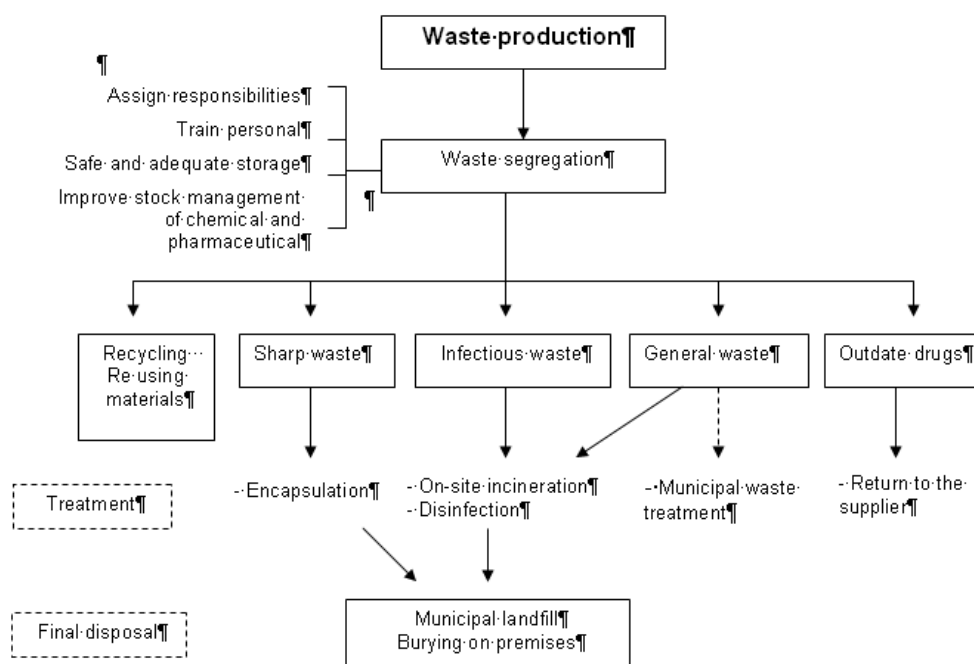 Waste·production¶
¶
Assign·responsibilities¶
Train·personal¶
Safe·and·adequate·storage¶
Improve·stock·management·
of·chemical·and·
pharmaceutical¶
¶
Waste·segregation¶
Recycling···
Re·using·
materials¶
Sharp·waste¶
Infectious·waste¶
General·waste¶
Outdate·drugs¶
Treatment¶
-·Encapsulation¶
-·On-site·incineration¶
-·Disinfection¶
-·Municipal·waste·
treatment¶
-·Return·to·the·
supplier¶
Final·disposal¶
Municipal·landfill¶
Burying·on·premises¶